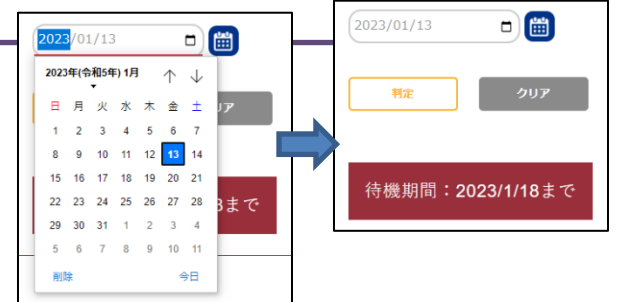 2023/01/13
2023年(令和5年) 1月
日 月 火 水 木 金 土
1 2 3 4 5 6 7
8 9 10 11 12 13 14
15 16 17 18 19 20 21
22 23 24 25 26 27 28
29 30 31 1 2 3 4
5 6 7 8 9 10 11
削除 今日
リア
3まで
2023/01/13
判定 クリア
待機期間：2023/1/18まで